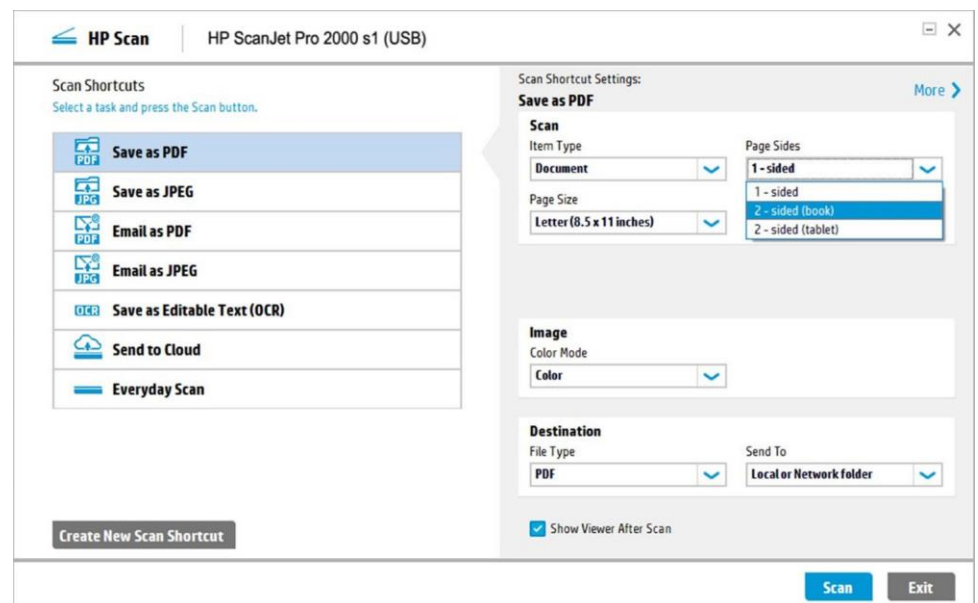 HP Scan
HP ScanJet Pro 2000 s1 (USB)
Scan Shortcuts
Select a task and press the Scan button.
PDF Save as PDF
JPG Save as JPEG
PDF Email as PDF
JPG Email as JPEG
OCR Save as Editable Text (OCR)
Send to Cloud
Everyday Scan
Create New Scan Shortcut
Scan Shortcut Settings:
Save as PDF
More
Scan
Item Type
Document
Page Sides
1 - sided
1 - sided
2 - sided (book)
2 - sided (tablet)
Page Size
Letter (8.5 x 11 inches)
Image
Color Mode
Color
Destination
File Type
PDF
Send To
Local or Network folder
Show Viewer After Scan
Scan
Exit